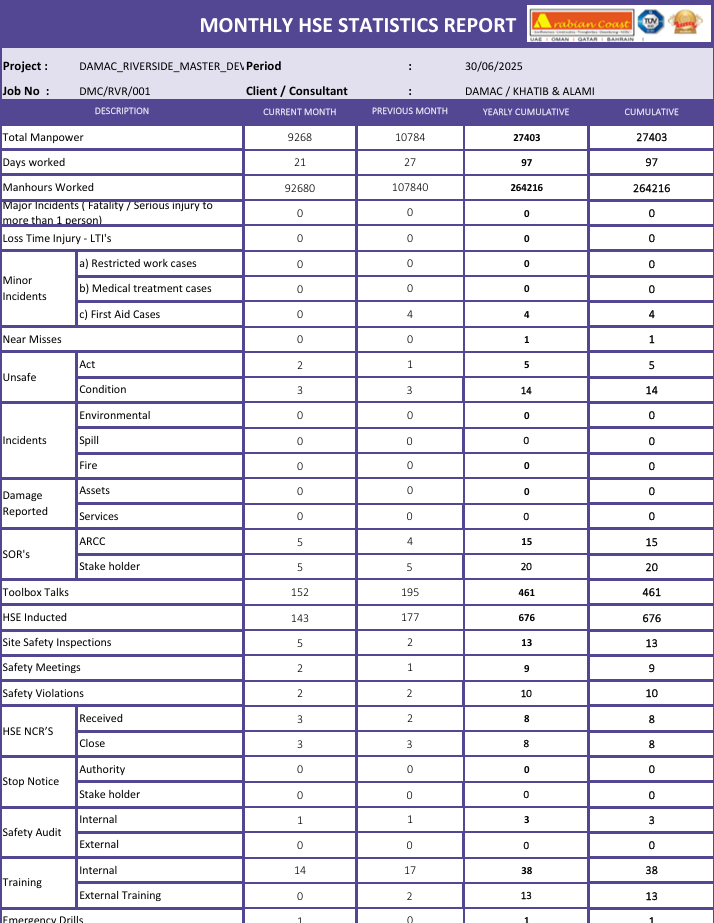 MONTHLY HSE STATISTICS REPORT
Arabian Coast
UAE | OMAN | QATAR | BAHRAIN
TÜV
Project : DAMAC_RIVERSIDE_MASTER_DEV Period : 30/06/2025
Job No : DMC/RVR/001 Client / Consultant : DAMAC / KHATIB & ALAMI
DESCRIPTION CURRENT MONTH PREVIOUS MONTH YEARLY CUMULATIVE CUMULATIVE
Total Manpower 9268 10784 27403 27403
Days worked 21 27 97 97
Manhours Worked 92680 107840 264216 264216
Major Incidents ( Fatality / Serious injury to
more than 1 person) 0 0 0 0
Loss Time Injury - LTI's 0 0 0 0
Minor
Incidents
a) Restricted work cases 0 0 0 0
b) Medical treatment cases 0 0 0 0
c) First Aid Cases 0 4 4 4
Near Misses 0 0 1 1
Unsafe
Act 2 1 5 5
Condition 3 3 14 14
Incidents
Environmental 0 0 0 0
Spill 0 0 0 0
Fire 0 0 0 0
Damage
Reported
Assets 0 0 0 0
Services 0 0 0 0
SOR's
ARCC 5 4 15 15
Stake holder 5 5 20 20
Toolbox Talks 152 195 461 461
HSE Inducted 143 177 676 676
Site Safety Inspections 5 2 13 13
Safety Meetings 2 1 9 9
Safety Violations 2 2 10 10
HSE NCR’S
Received 3 2 8 8
Close 3 3 8 8
Stop Notice
Authority 0 0 0 0
Stake holder 0 0 0 0
Safety Audit
Internal 1 1 3 3
External 0 0 0 0
Training
Internal 14 17 38 38
External Training 0 2 13 13
Emergency Drills 1 0 1 1